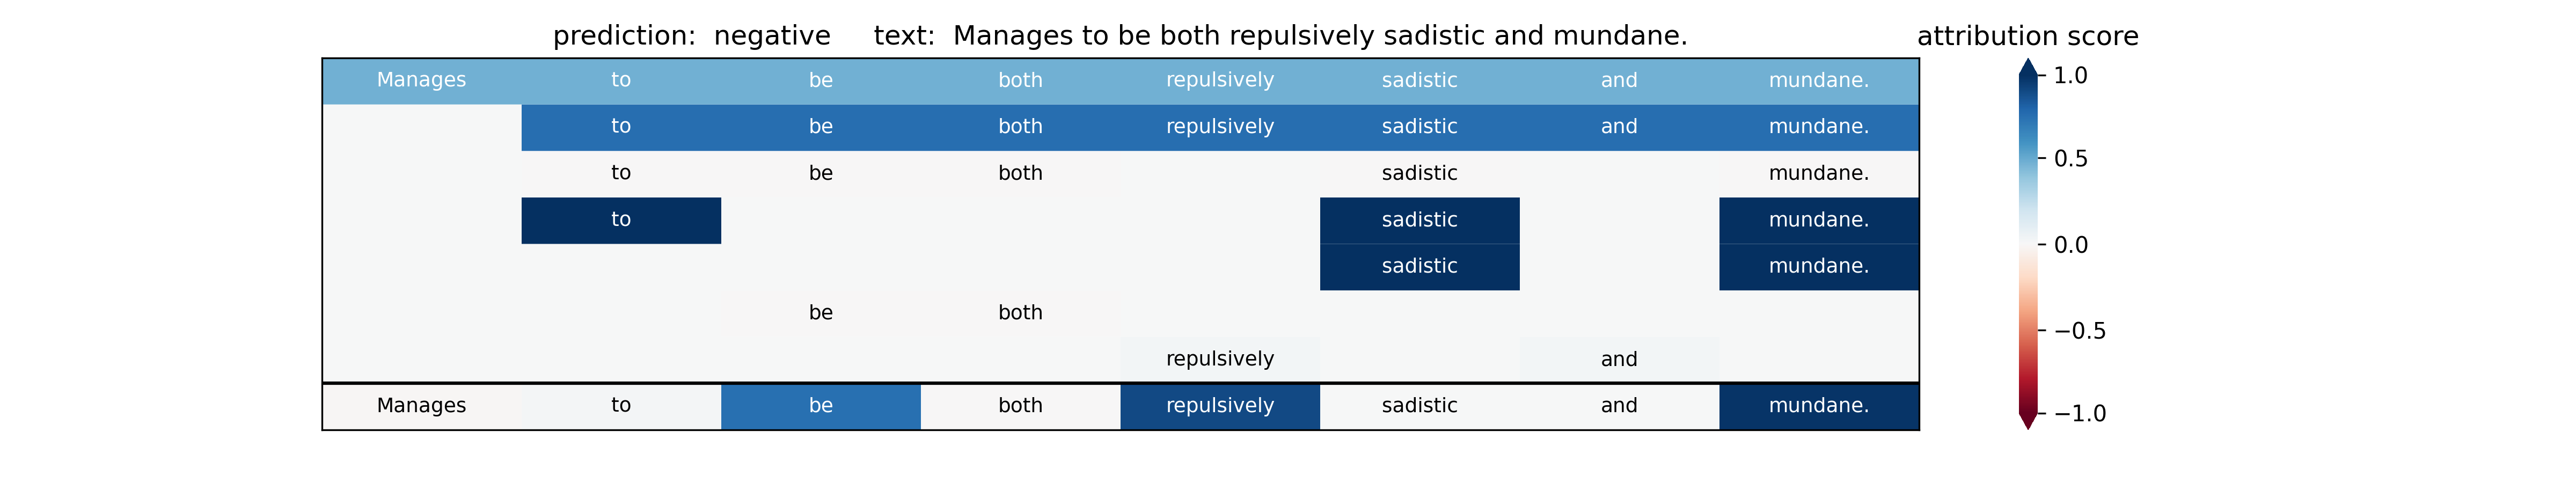 prediction: negative text: Manages to be both repulsively sadistic and mundane. attribution score
Manages to be both repulsively sadistic and mundane. 1.0
to be both repulsively sadistic and mundane.
to be both sadistic mundane. 0.5
to sadistic mundane.
0.0
sadistic mundane.
be both
−0.5
repulsively and
Manages to be both repulsively sadistic and mundane. −1.0